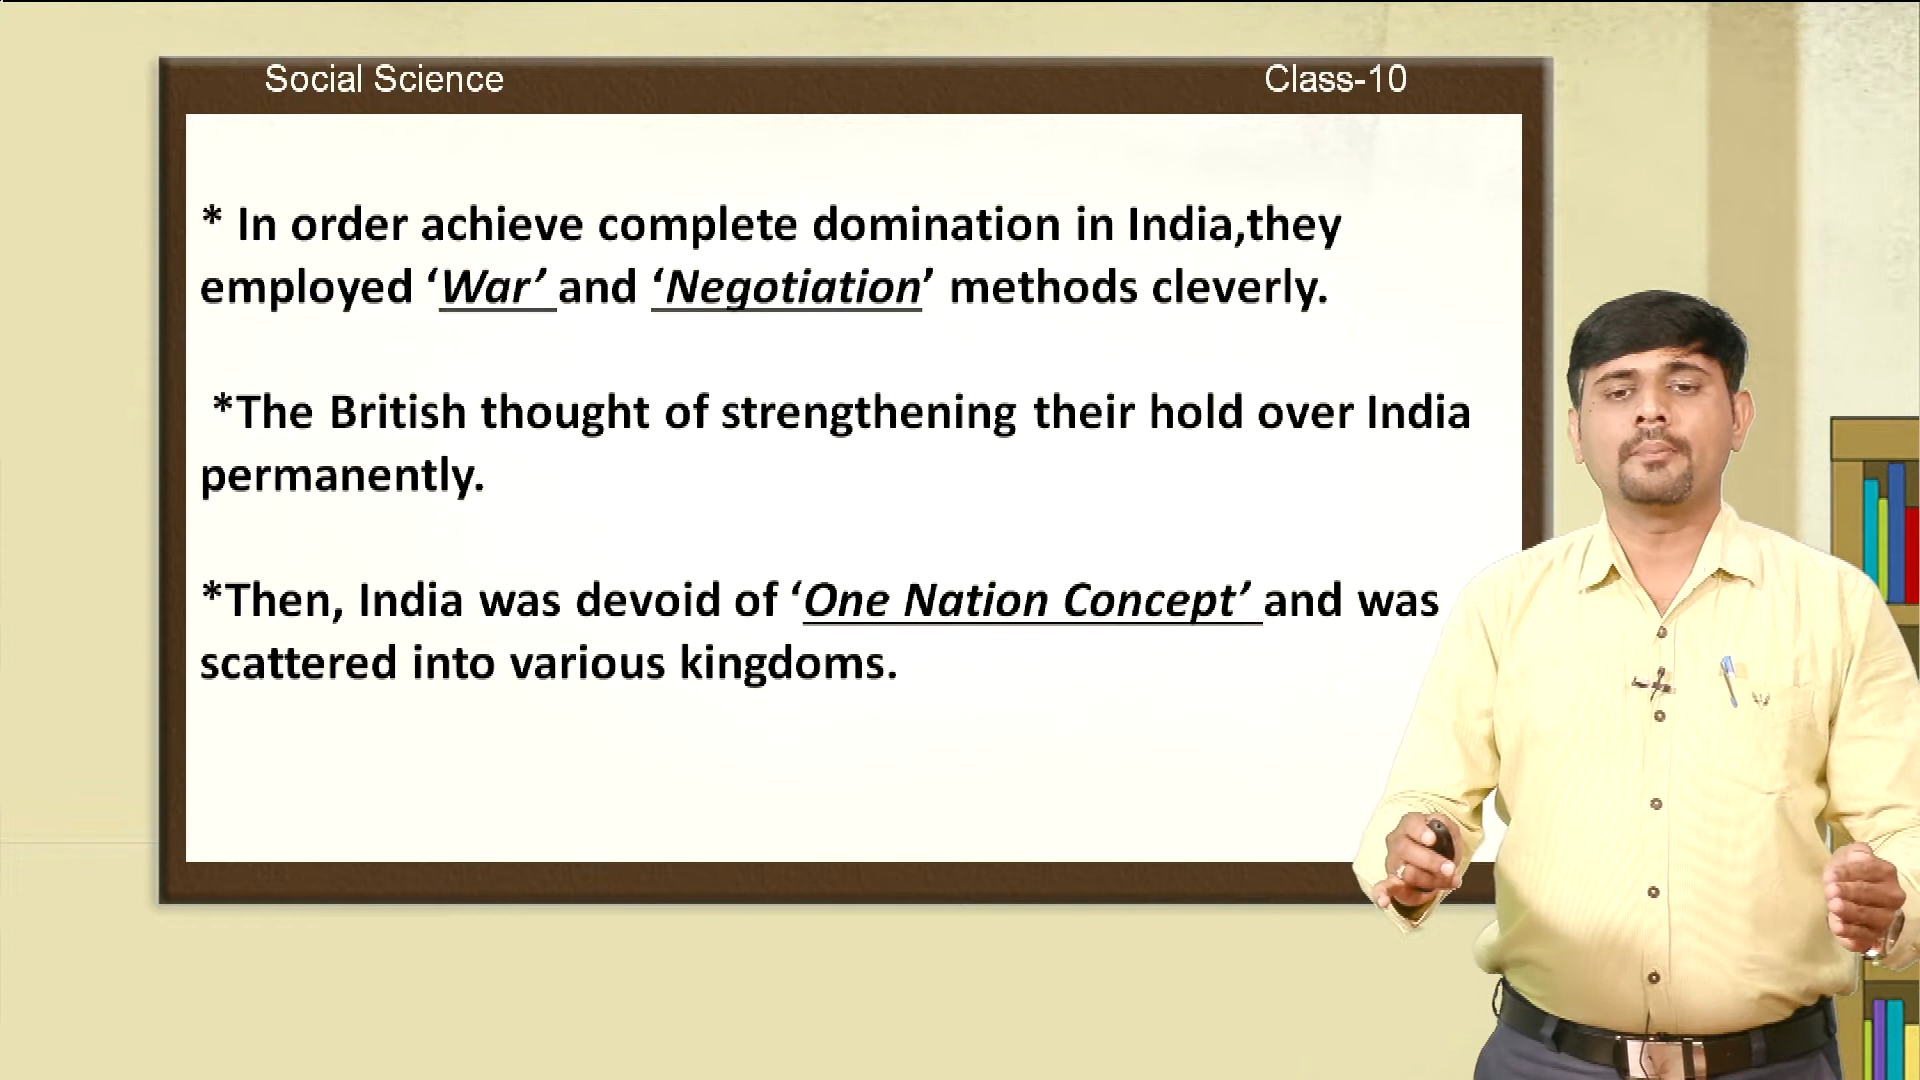 Social Science Class-10
* In order achieve complete domination in India,they
employed ‘War’ and ‘Negotiation’ methods cleverly.
*The British thought of strengthening their hold over India
permanently.
*Then, India was devoid of ‘One Nation Concept’ and was
scattered into various kingdoms.